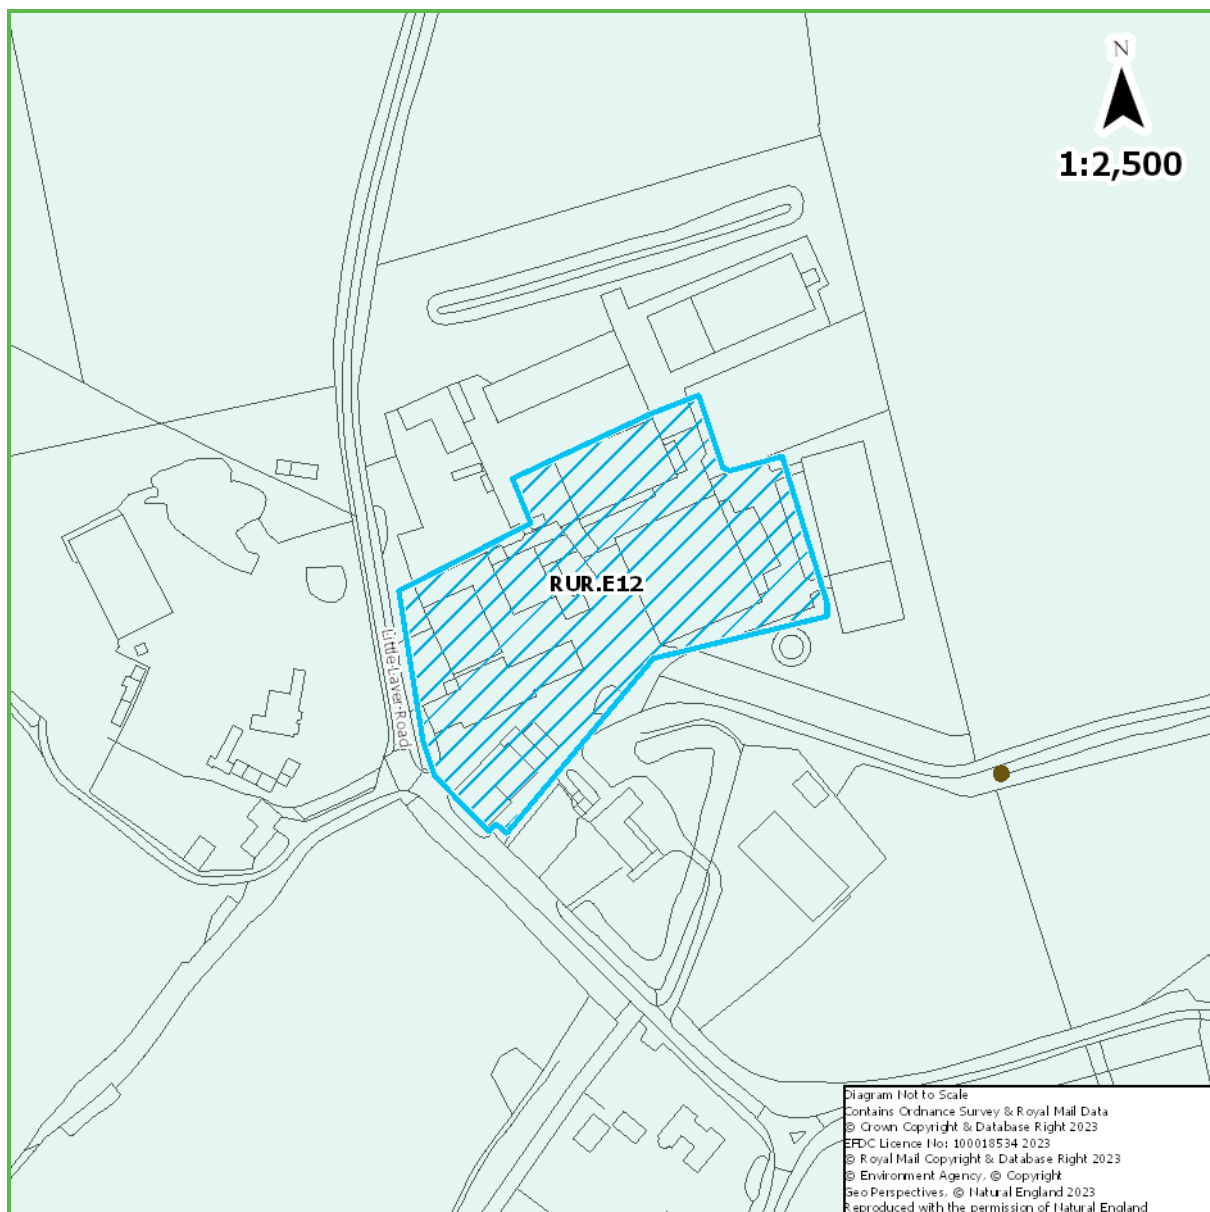 N
1:2,500
RUR.E12
Little Laver Road
Diagram Not to Scale
Contains Ordnance Survey & Royal Mail Data
© Crown Copyright & Database Right 2023
EFDC Licence No: 100018534 2023
© Royal Mail Copyright & Database Right 2023
© Environment Agency, © Copyright
Geo Perspectives, © Natural England 2023
Reproduced with the permission of Natural England